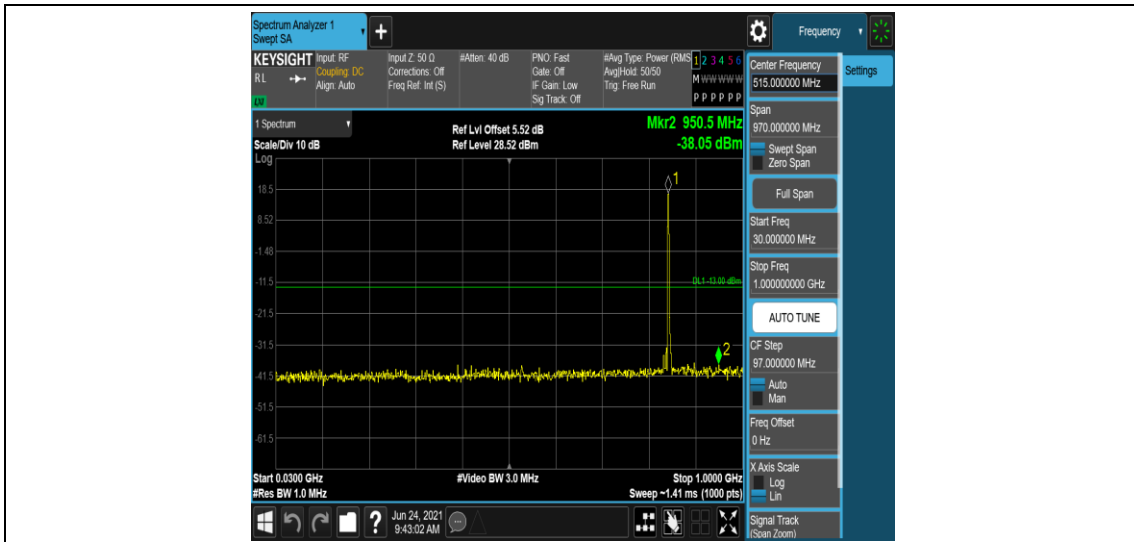 Spectrum Analyzer 1
Swept SA
+
Frequency
KEYSIGHT
RL
LXI
Input: RF
Coupling: DC
Align: Auto
Input Z: 50 Ω
Corrections: Off
Freq Ref: Int (S)
#Atten: 40 dB
PNO: Fast
Gate: Off
IF Gain: Low
Sig Track: Off
#Avg Type: Power (RMS
Avg|Hold: 50/50
Trig: Free Run
1 2 3 4 5 6
M W W W W W
P P P P P P
Center Frequency
515.000000 MHz
Settings
1 Spectrum
Scale/Div 10 dB
Log
Ref Lvl Offset 5.52 dB
Ref Level 28.52 dBm
Mkr2 950.5 MHz
-38.05 dBm
Span
970.000000 MHz
Swept Span
Zero Span
Full Span
Start Freq
30.000000 MHz
Stop Freq
1.000000000 GHz
AUTO TUNE
CF Step
97.000000 MHz
Auto
Man
Freq Offset
0 Hz
X Axis Scale
Log
Lin
Signal Track
(Span Zoom)
1
18.5
8.52
-1.48
-11.5
DL1 -13.00 dBm
-21.5
-31.5
2
-41.5
-51.5
-61.5
Start 0.0300 GHz
#Res BW 1.0 MHz
#Video BW 3.0 MHz
Stop 1.0000 GHz
Sweep ~1.41 ms (1000 pts)
?
Jun 24, 2021
9:43:02 AM